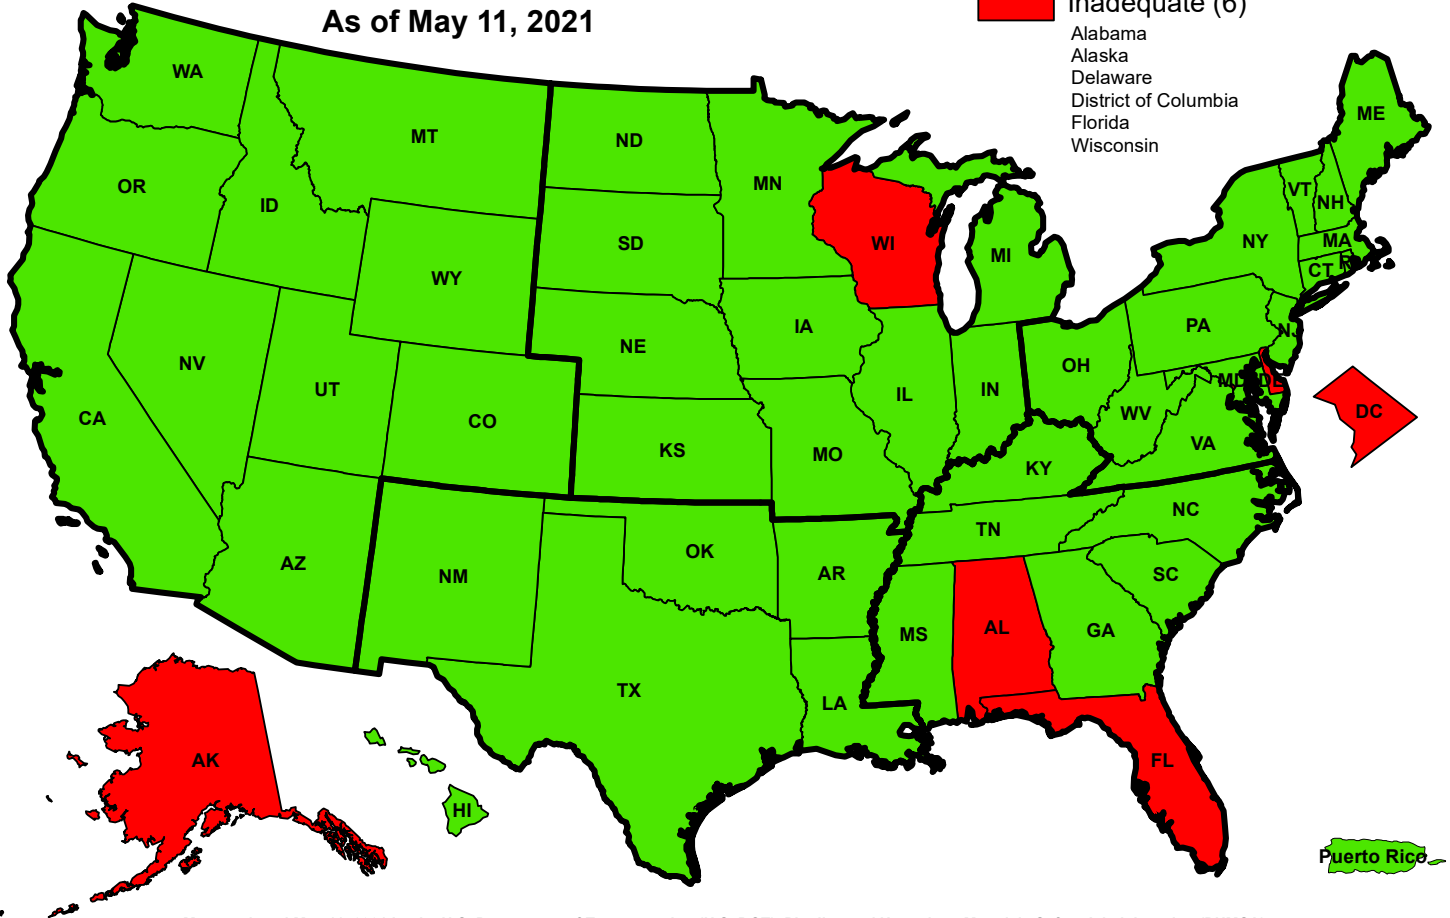 As of May 11, 2021
Inadequate (6)
Alabama
Alaska
Delaware
District of Columbia
Florida
Wisconsin
WA
MT
ND
MN
ME
OR
ID
SD
WI
MI
VT
NH
NY
MA
CT
WY
IA
NE
PA
NJ
NV
UT
CO
IL
IN
OH
MD
DE
DC
CA
KS
MO
WV
VA
KY
AZ
NM
OK
AR
TN
NC
SC
MS
AL
GA
TX
LA
AK
HI
FL
Puerto Rico